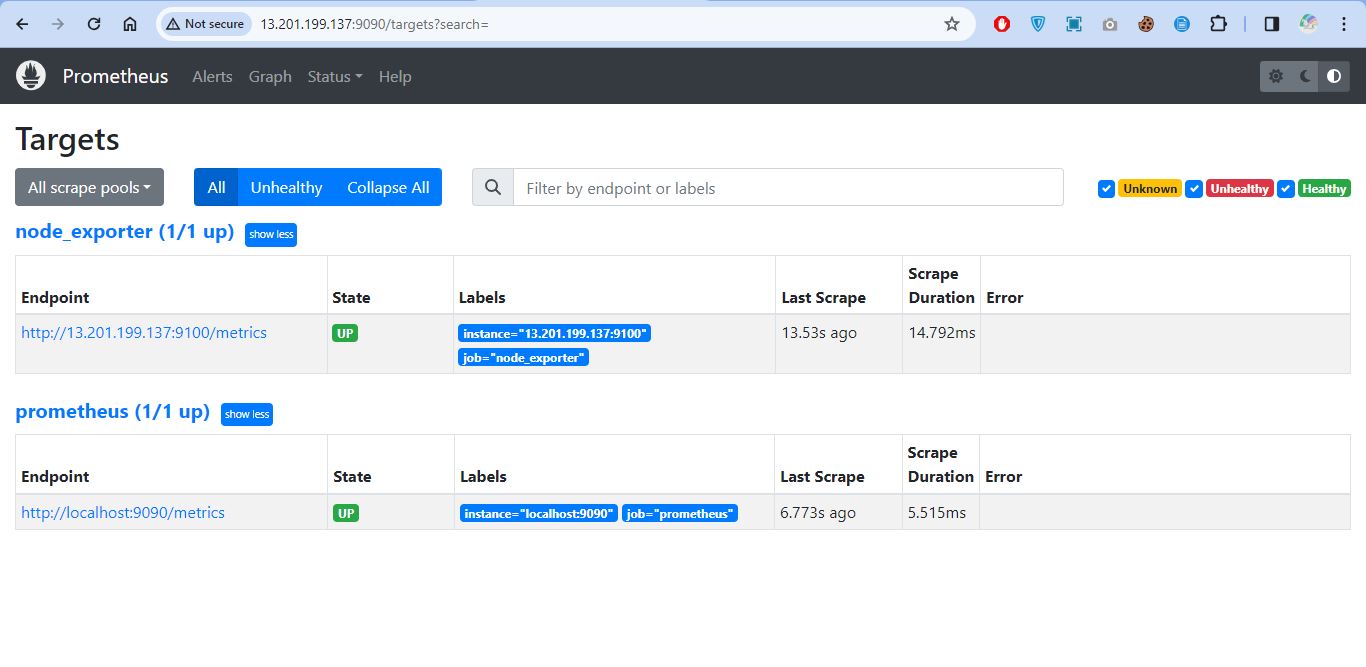 Not secure 13.201.199.137:9090/targets?search=
Prometheus Alerts Graph Status Help
Targets
All scrape pools All Unhealthy Collapse All Filter by endpoint or labels Unknown Unhealthy Healthy
node_exporter (1/1 up) show less
Endpoint State Labels Last Scrape Scrape Duration Error
http://13.201.199.137:9100/metrics UP instance="13.201.199.137:9100" 13.53s ago 14.792ms
job="node_exporter"
prometheus (1/1 up) show less
Endpoint State Labels Last Scrape Scrape Duration Error
http://localhost:9090/metrics UP instance="localhost:9090" job="prometheus" 6.773s ago 5.515ms